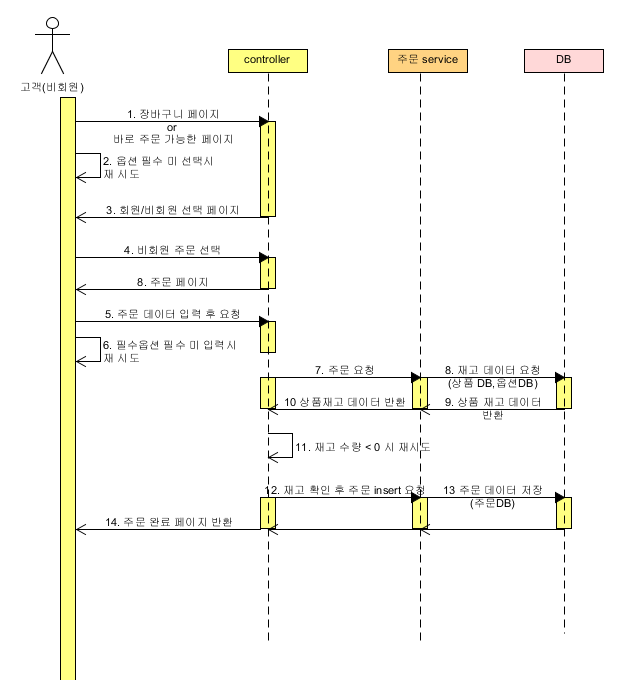 controller
주문 service
DB
고객(비회원)
1. 장바구니 페이지
or
바로 주문 가능한 페이지
2. 옵션 필수 미 선택시
재 시도
3. 회원/비회원 선택 페이지
4. 비회원 주문 선택
8. 주문 페이지
5. 주문 데이터 입력 후 요청
6. 필수옵션 필수 미 입력시
재 시도
7. 주문 요청
8. 재고 데이터 요청
(상품 DB,옵션DB)
10 상품재고 데이터 반환
9. 상품 재고 데이터
반환
11. 재고 수량 < 0 시 재시도
12. 재고 확인 후 주문 insert 요청
13 주문 데이터 저장
(주문DB)
14. 주문 완료 페이지 반환